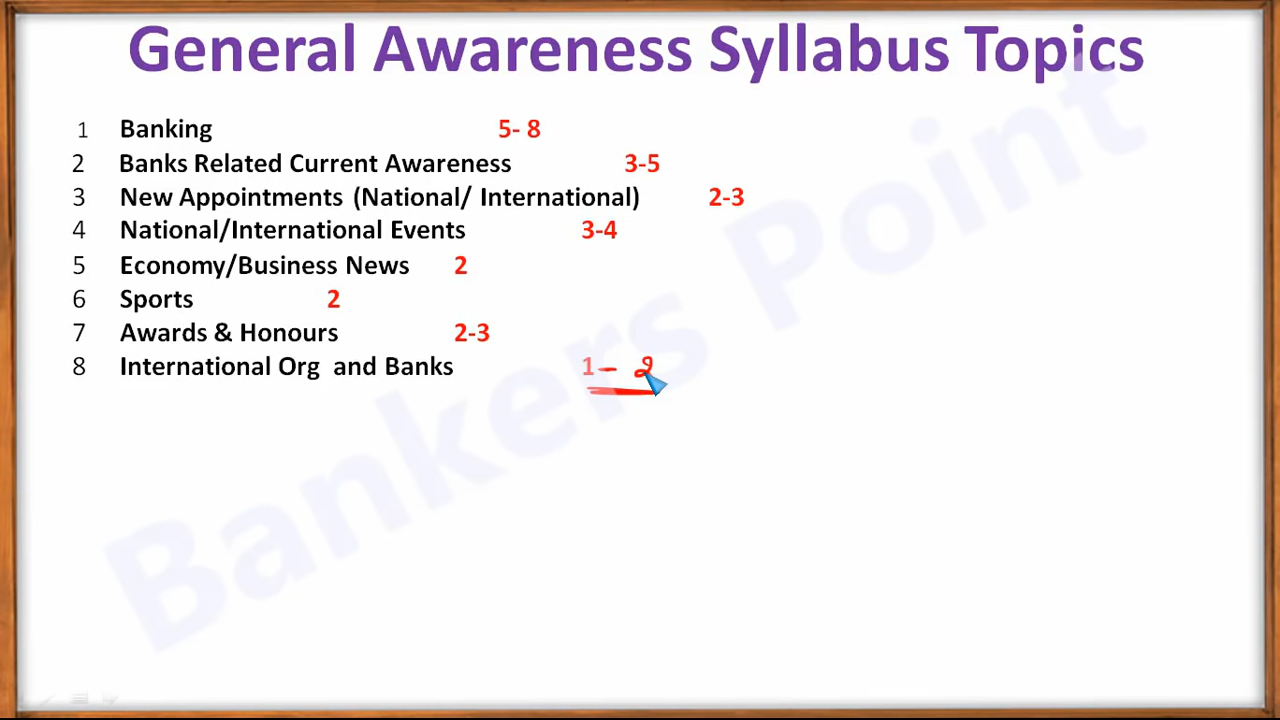 General Awareness Syllabus Topics
1 Banking 5- 8
2 Banks Related Current Awareness 3-5
3 New Appointments (National/ International) 2-3
4 National/International Events 3-4
5 Economy/Business News 2
6 Sports 2
7 Awards & Honours 2-3
8 International Org and Banks 1 - 2
Bankers Point